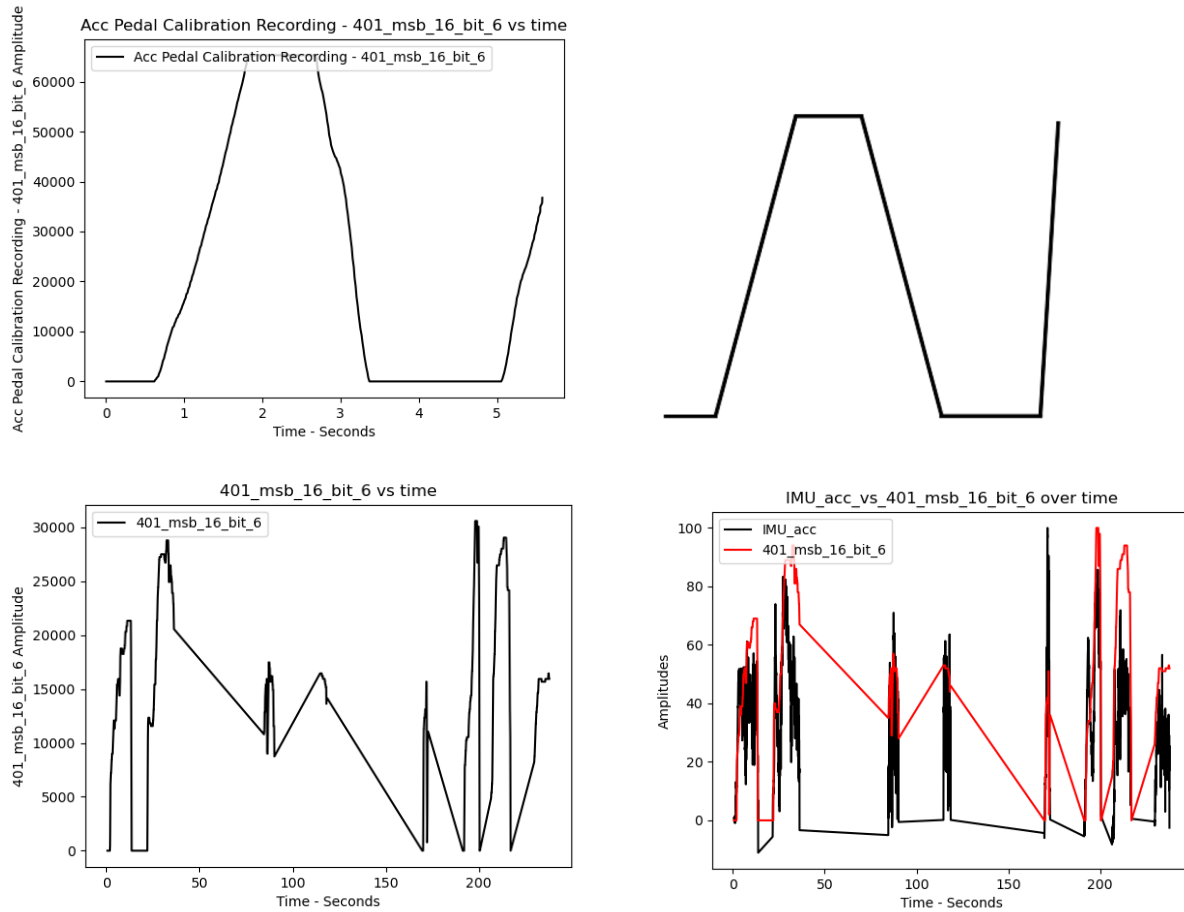 Acc Pedal Calibration Recording - 401_msb_16_bit_6 vs time
Acc Pedal Calibration Recording - 401_msb_16_bit_6 Amplitude
Acc Pedal Calibration Recording - 401_msb_16_bit_6
60000
50000
40000
30000
20000
10000
0
0 1 2 3 4 5
Time - Seconds
401_msb_16_bit_6 vs time
401_msb_16_bit_6 Amplitude
401_msb_16_bit_6
30000
25000
20000
15000
10000
5000
0
0 50 100 150 200
Time - Seconds
IMU_acc_vs_401_msb_16_bit_6 over time
Amplitudes
IMU_acc
401_msb_16_bit_6
100
80
60
40
20
0
0 50 100 150 200
Time - Seconds